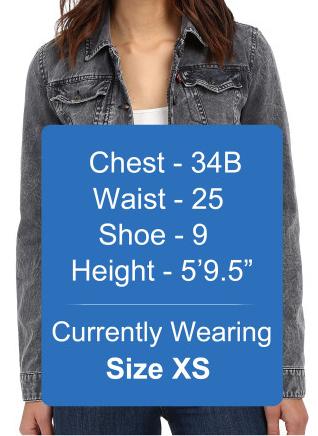 Chest - 34B
Waist - 25
Shoe - 9
Height - 5’9.5”
Currently Wearing
Size XS